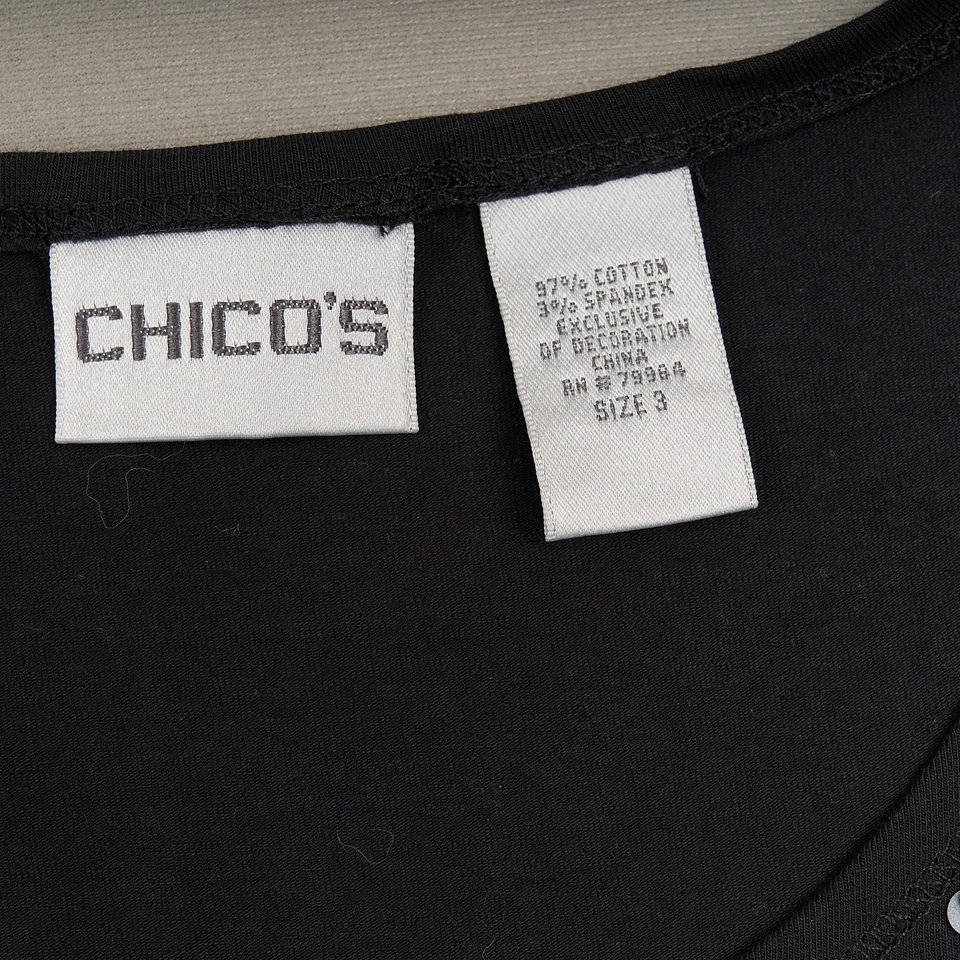 CHICO'S
97% COTTON
3% SPANDEX
EXCLUSIVE
OF DECORATION
CHINA
RN # 79984
SIZE 3